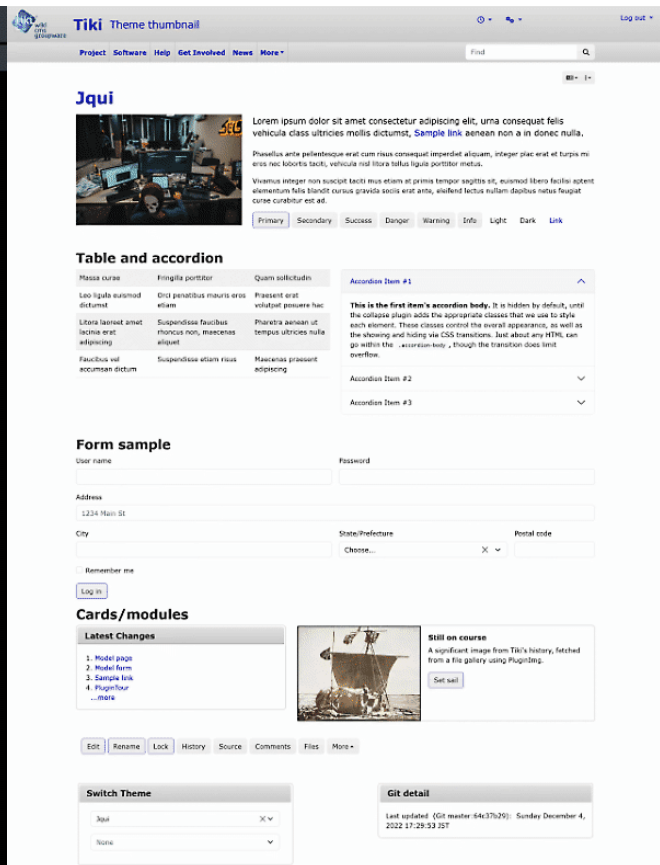 Tiki Theme thumbnail
Log out
wiki
cms
groupware
Project Software Help Get Involved News More
Find
Jqui
Lorem ipsum dolor sit amet consectetur adipiscing elit, urna consequat felis
vehicula class ultricies mollis dictumst, Sample link aenean non a in donec nulla.
Phasellus ante pellentesque erat cum risus consequat imperdiet aliquam, integer plac erat et turpis mi
eros nec lobortis taciti, vehicula nisl litora tellus ligula porttitor metus.
Vivamus integer non suscipit taciti mus etiam at primis tempor sagittis sit, euismod libero facilisi aptent
elementum felis blandit cursus gravida sociis erat ante, eleifend lectus nullam dapibus netus feugiat
curae curabitur est ad.
Primary Secondary Success Danger Warning Info Light Dark Link
Table and accordion
Massa curae Fringilla porttitor Quam sollicitudin
Leo ligula euismod Orci penatibus mauris eros Praesent erat
dictumst etiam volutpat posuere hac
Litora laoreet amet Suspendisse faucibus Pharetra aenean ut
lacinia erat rhoncus non, maecenas tempus ultricies nulla
adipiscing aliquet
Faucibus vel Suspendisse etiam risus Maecenas praesent
accumsan dictum adipiscing
Accordion Item #1
This is the first item's accordion body. It is hidden by default, until
the collapse plugin adds the appropriate classes that we use to style
each element. These classes control the overall appearance, as well as
the showing and hiding via CSS transitions. Just about any HTML can
go within the .accordion-body , though the transition does limit
overflow.
Accordion Item #2
Accordion Item #3
Form sample
User name Password
Address
1234 Main St
City State/Prefecture Postal code
Choose...
Remember me
Log in
Cards/modules
Latest Changes
1. Model page
2. Model form
3. Sample link
4. PluginTour
...more
Still on course
A significant image from Tiki's history, fetched
from a file gallery using PluginImg.
Set sail
Edit Rename Lock History Source Comments Files More
Switch Theme
Jqui
None
Git detail
Last updated (Git master:64c37b29): Sunday December 4,
2022 17:29:53 JST